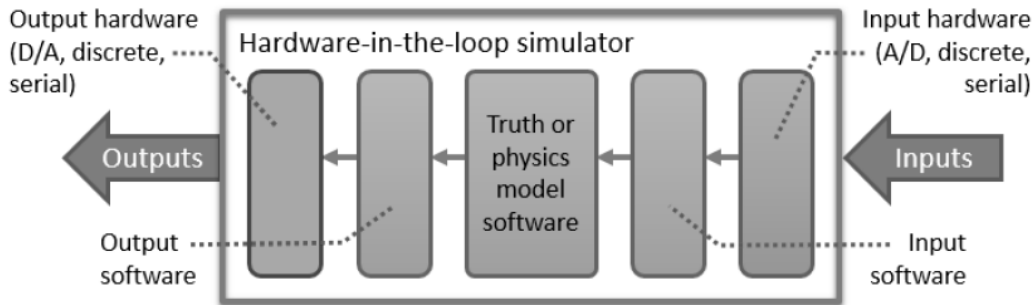 Output hardware
(D/A, discrete,
serial)
Hardware-in-the-loop simulator
Input hardware
(A/D, discrete,
serial)
Outputs
Truth or
physics
model
software
Inputs
Output
software
Input
software